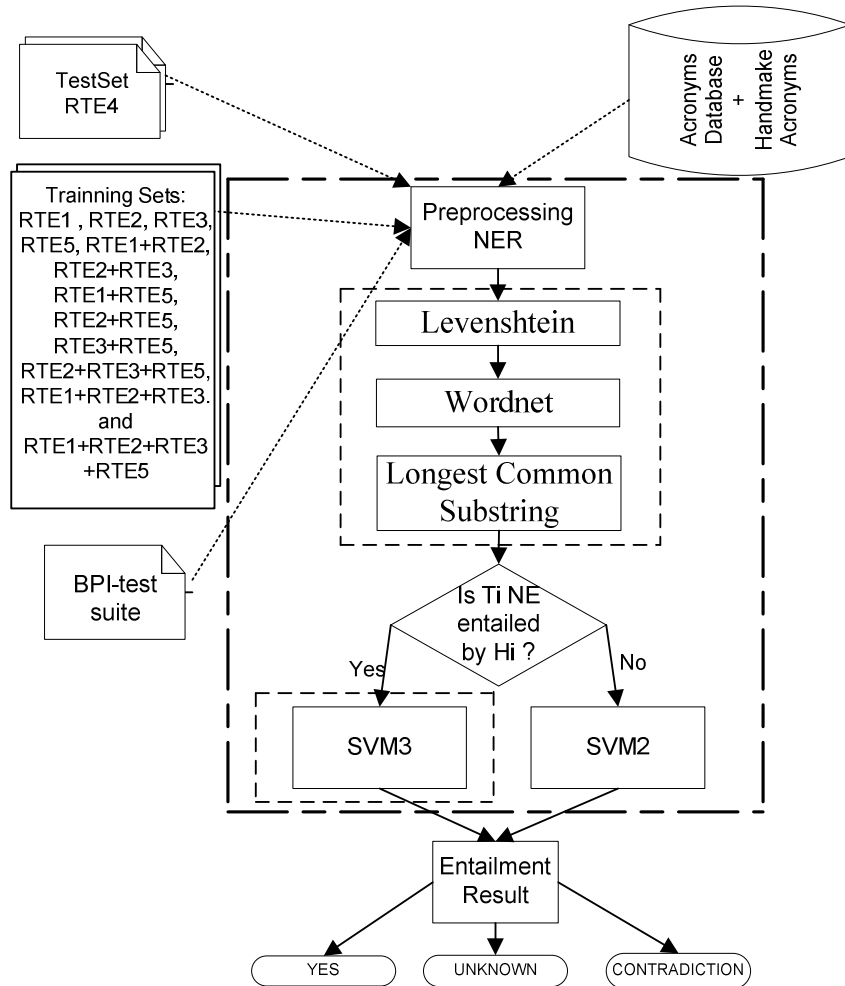 TestSet
RTE4
Acronyms
Database
+
Handmake
Acronyms
Trainning Sets:
RTE1 , RTE2, RTE3,
RTE5, RTE1+RTE2,
RTE2+RTE3,
RTE1+RTE5,
RTE2+RTE5,
RTE3+RTE5,
RTE2+RTE3+RTE5,
RTE1+RTE2+RTE3.
and
RTE1+RTE2+RTE3
+RTE5
Preprocessing
NER
Levenshtein
Wordnet
Longest Common
Substring
BPI-test
suite
Is Ti NE
entailed
by Hi ?
Yes
No
SVM3
SVM2
Entailment
Result
YES
UNKNOWN
CONTRADICTION